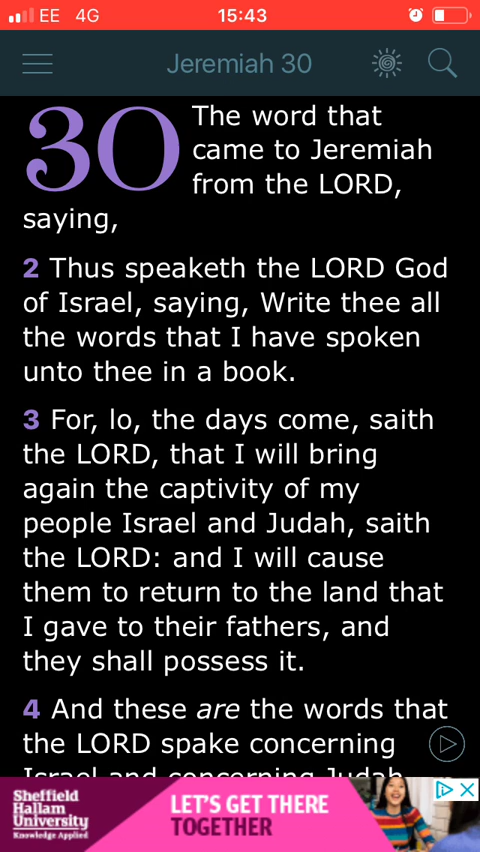 EE 4G 15:43
Jeremiah 30
30 The word that
came to Jeremiah
from the LORD,
saying,
2 Thus speaketh the LORD God
of Israel, saying, Write thee all
the words that I have spoken
unto thee in a book.
3 For, lo, the days come, saith
the LORD, that I will bring
again the captivity of my
people Israel and Judah, saith
the LORD: and I will cause
them to return to the land that
I gave to their fathers, and
they shall possess it.
4 And these are the words that
the LORD spake concerning
Israel and concerning Judah
Sheffield
Hallam
University
Knowledge Applied
LET'S GET THERE
TOGETHER